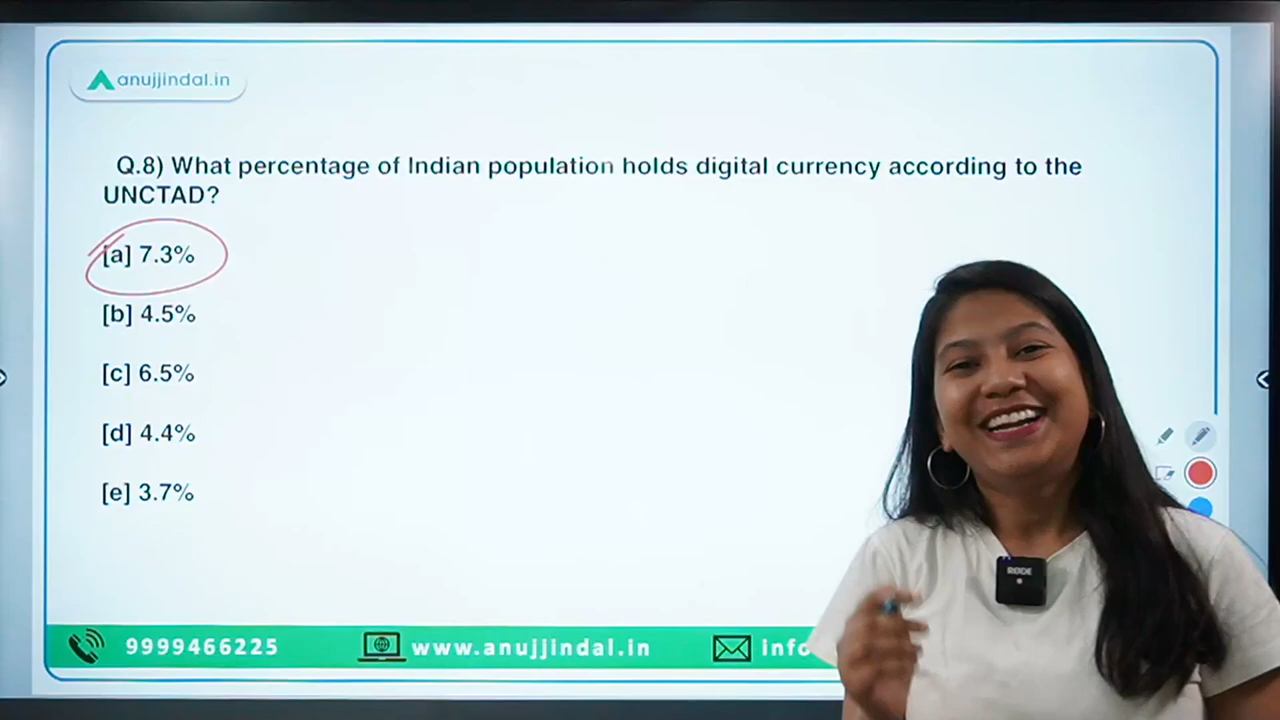 anujjindal.in
Q.8) What percentage of Indian population holds digital currency according to the
UNCTAD?
[a] 7.3%
[b] 4.5%
[c] 6.5%
[d] 4.4%
[e] 3.7%
RØDE
9999466225 www.anujjindal.in info